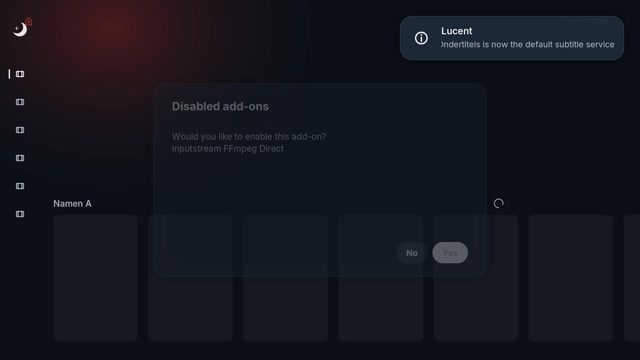 Lucent
Ondertitels is now the default subtitle service
Disabled add-ons
Would you like to enable this add-on?
Inputstream FFmpeg Direct
No
Yes
Namen A